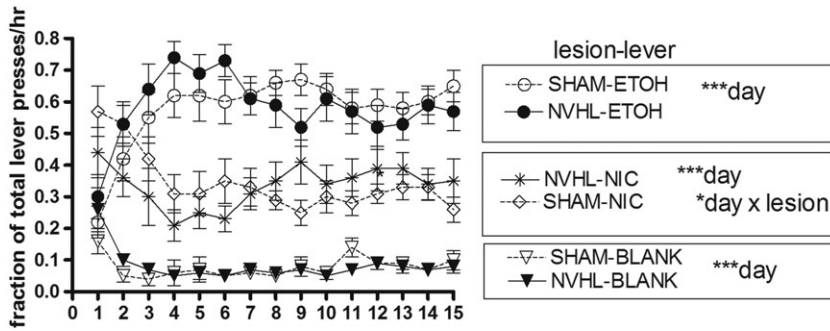 fraction of total lever presses/hr
0.8
0.7
0.6
0.5
0.4
0.3
0.2
0.1
0.0
0 1 2 3 4 5 6 7 8 9 10 11 12 13 14 15
lesion-lever
SHAM-ETOH
NVHL-ETOH
***day
NVHL-NIC
SHAM-NIC
***day
*day x lesion
SHAM-BLANK
NVHL-BLANK
***day